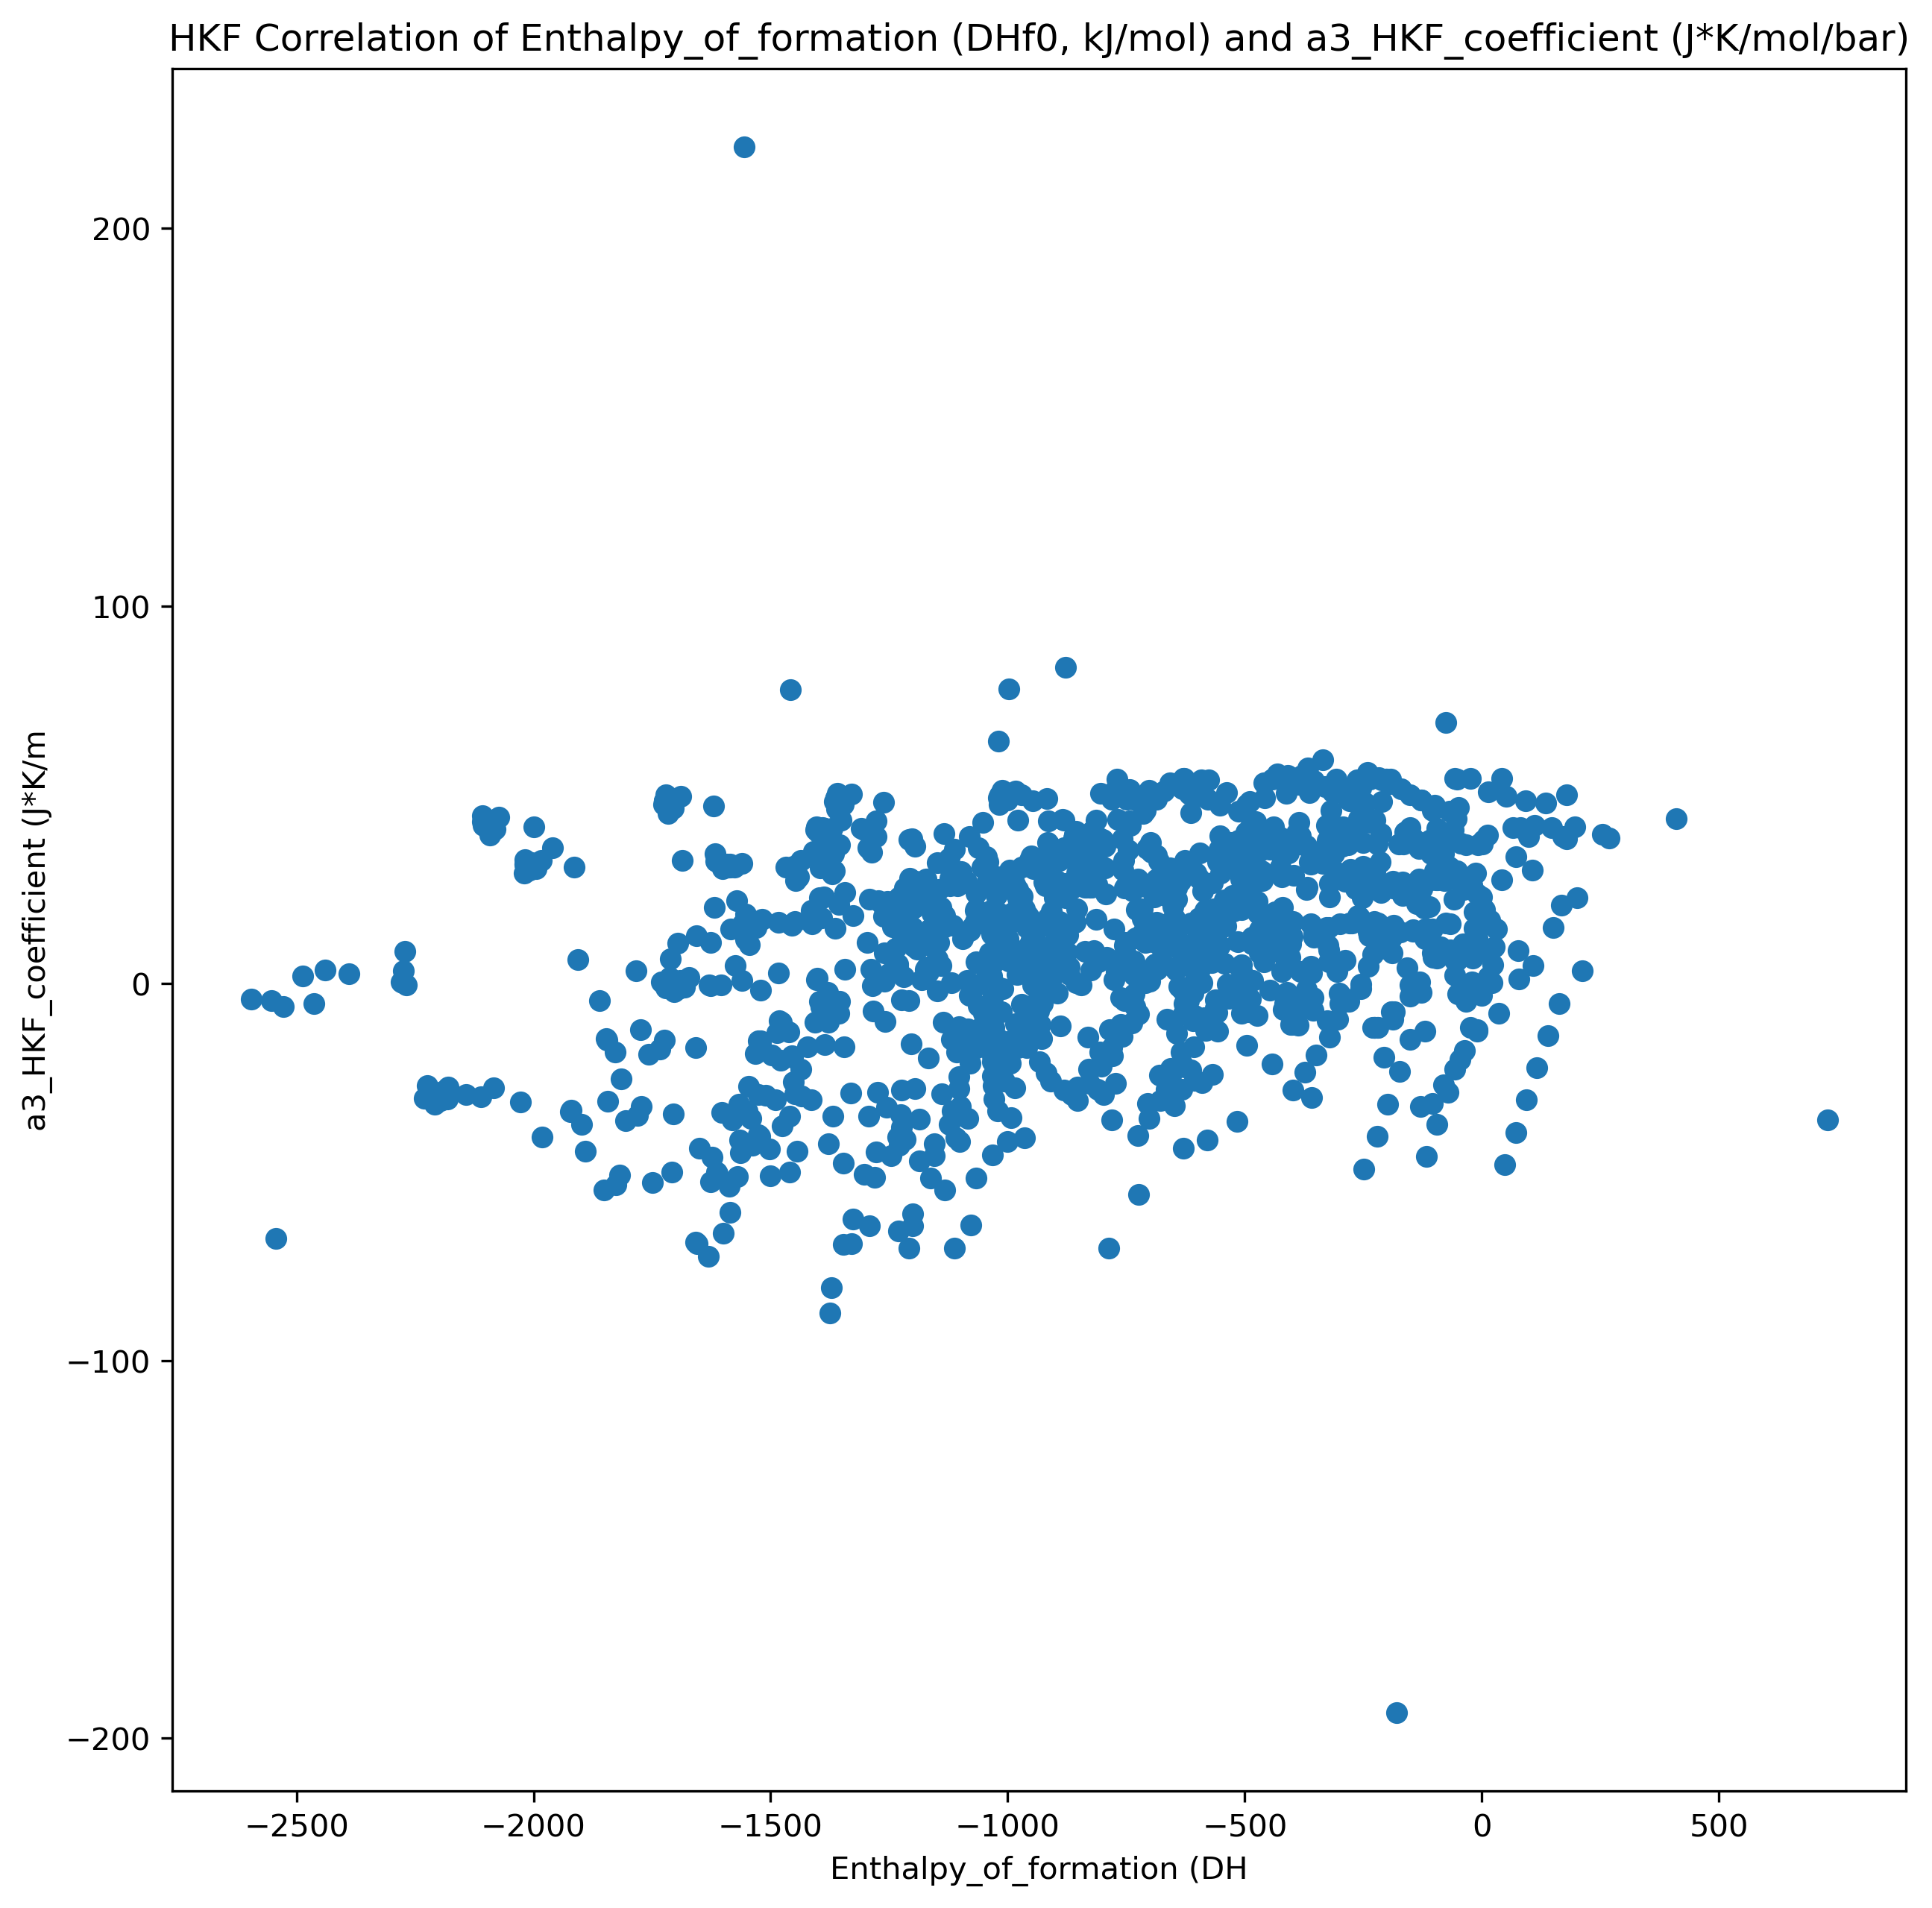 HKF Correlation of Enthalpy_of_formation (DHf0, kJ/mol) and a3_HKF_coefficient (J*K/mol/bar)
a3_HKF_coefficient (J*K/m
200
100
0
−100
−200
−2500 −2000 −1500 −1000 −500 0 500
Enthalpy_of_formation (DH